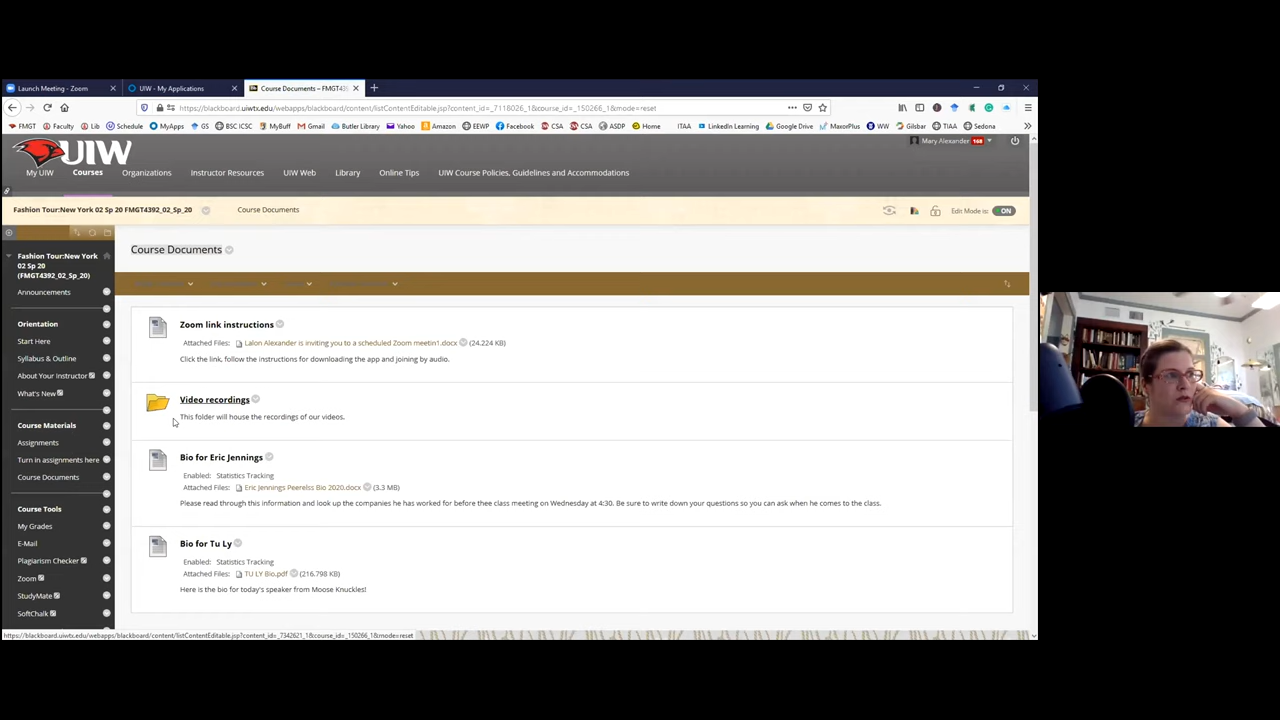 Launch Meeting - Zoom
UIW - My Applications
Course Documents – FMGT43
https://blackboard.uiwtx.edu/webapps/blackboard/content/listContentEditable.jsp?content_id=_7118026_1&course_id=_150266_1&mode=reset
FMGT Faculty Lib Schedule MyApps GS BSC ICSC MyBuff Gmail Butler Library Yahoo Amazon EEWP Facebook CSA CSA ASDP Home ITAA LinkedIn Learning Google Drive MaxorPlus WW Gilsbar TIAA Sedona
UIW
Mary Alexander 168
My UIW Courses Organizations Instructor Resources UIW Web Library Online Tips UIW Course Policies, Guidelines and Accommodations
Fashion Tour:New York 02 Sp 20 FMGT4392_02_Sp_20) Course Documents
Edit Mode is: ON
Fashion Tour:New York
02 Sp 20
(FMGT4392_02_Sp_20)
Announcements
Orientation
Start Here
Syllabus & Outline
About Your Instructor
What's New
Course Materials
Assignments
Turn in assignments here
Course Documents
Course Tools
My Grades
E-Mail
Plagiarism Checker
Zoom
StudyMate
SoftChalk
Course Documents
Zoom link instructions
Attached Files: Lalon Alexander is inviting you to a scheduled Zoom meetin1.docx (24.224 KB)
Click the link, follow the instructions for downloading the app and joining by audio.
Video recordings
This folder will house the recordings of our videos.
Bio for Eric Jennings
Enabled: Statistics Tracking
Attached Files: Eric Jennings Peerelss Bio 2020.docx (3.3 MB)
Please read through this information and look up the companies he has worked for before thee class meeting on Wednesday at 4:30. Be sure to write down your questions so you can ask when he comes to the class.
Bio for Tu Ly
Enabled: Statistics Tracking
Attached Files: TU LY Bio.pdf (216.798 KB)
Here is the bio for today's speaker from Moose Knuckles!
https://blackboard.uiwtx.edu/webapps/blackboard/content/listContentEditable.jsp?content_id=_7342621_1&course_id=_150266_1&mode=reset